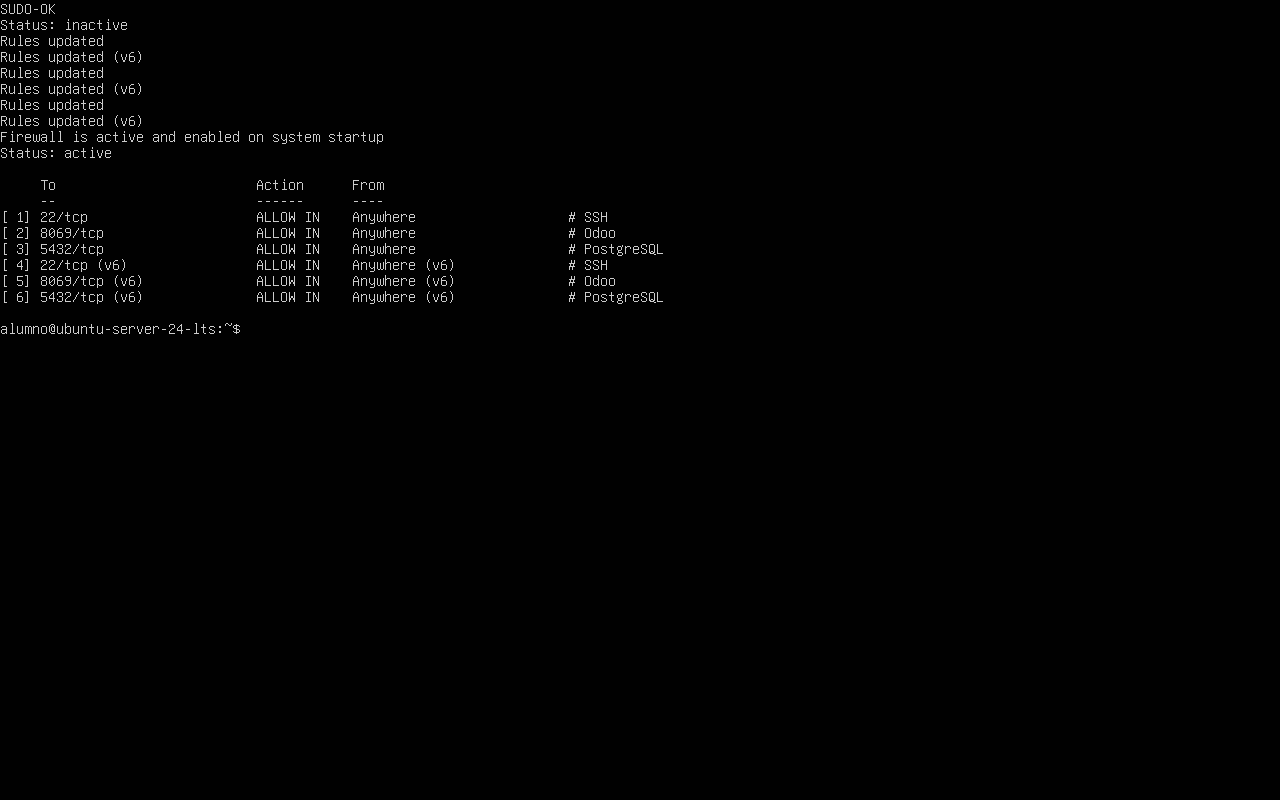 SUDO-OK
Status: inactive
Rules updated
Rules updated (v6)
Rules updated
Rules updated (v6)
Rules updated
Rules updated (v6)
Firewall is active and enabled on system startup
Status: active

     To                         Action      From
     --                         ------      ----
[ 1] 22/tcp                     ALLOW IN    Anywhere                   # SSH
[ 2] 8069/tcp                   ALLOW IN    Anywhere                   # Odoo
[ 3] 5432/tcp                   ALLOW IN    Anywhere                   # PostgreSQL
[ 4] 22/tcp (v6)                ALLOW IN    Anywhere (v6)              # SSH
[ 5] 8069/tcp (v6)              ALLOW IN    Anywhere (v6)              # Odoo
[ 6] 5432/tcp (v6)              ALLOW IN    Anywhere (v6)              # PostgreSQL

alumno@ubuntu-server-24-lts:~$